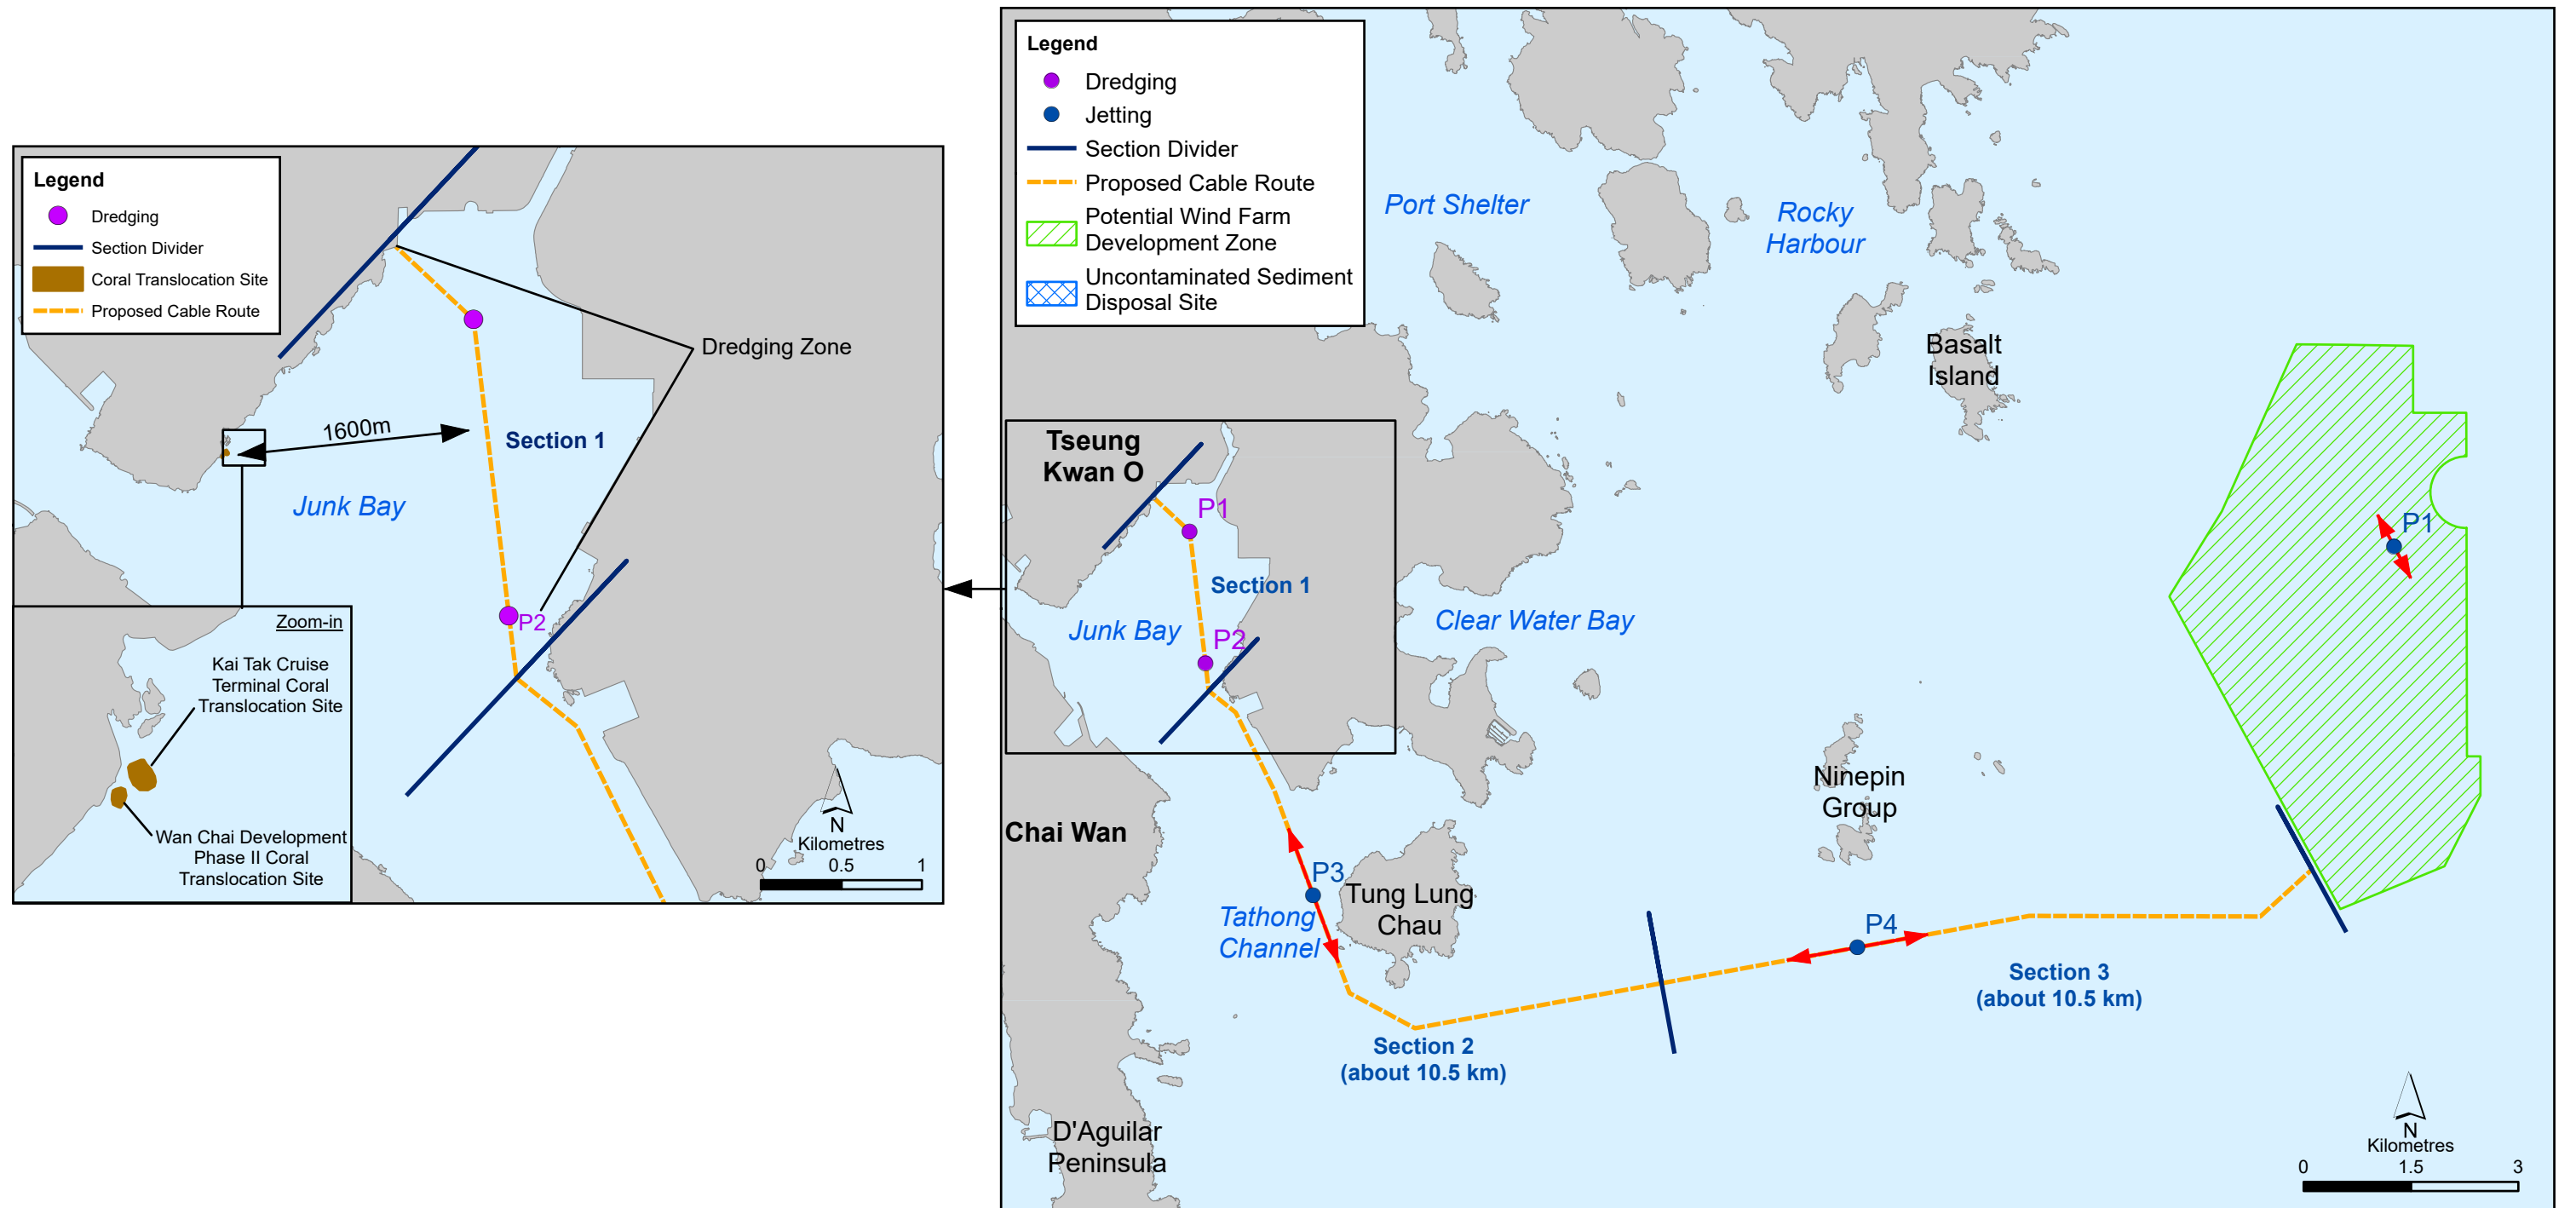 Legend
Dredging
Section Divider
Coral Translocation Site
Proposed Cable Route
Dredging Zone
1600m
Section 1
Junk Bay
P2
Zoom-in
Kai Tak Cruise
Terminal Coral
Translocation Site
Wan Chai Development
Phase II Coral
Translocation Site
N
Kilometres
0 0.5 1
Legend
Dredging
Jetting
Section Divider
Proposed Cable Route
Potential Wind Farm
Development Zone
Uncontaminated Sediment
Disposal Site
Port Shelter
Rocky
Harbour
Basalt
Island
Tseung
Kwan O
P1
Section 1
Junk Bay
P2
Clear Water Bay
P1
Ninepin
Group
Chai Wan
P3
Tung Lung
Chau
Tathong
Channel
P4
Section 3
(about 10.5 km)
Section 2
(about 10.5 km)
D'Aguilar
Peninsula
N
Kilometres
0 1.5 3